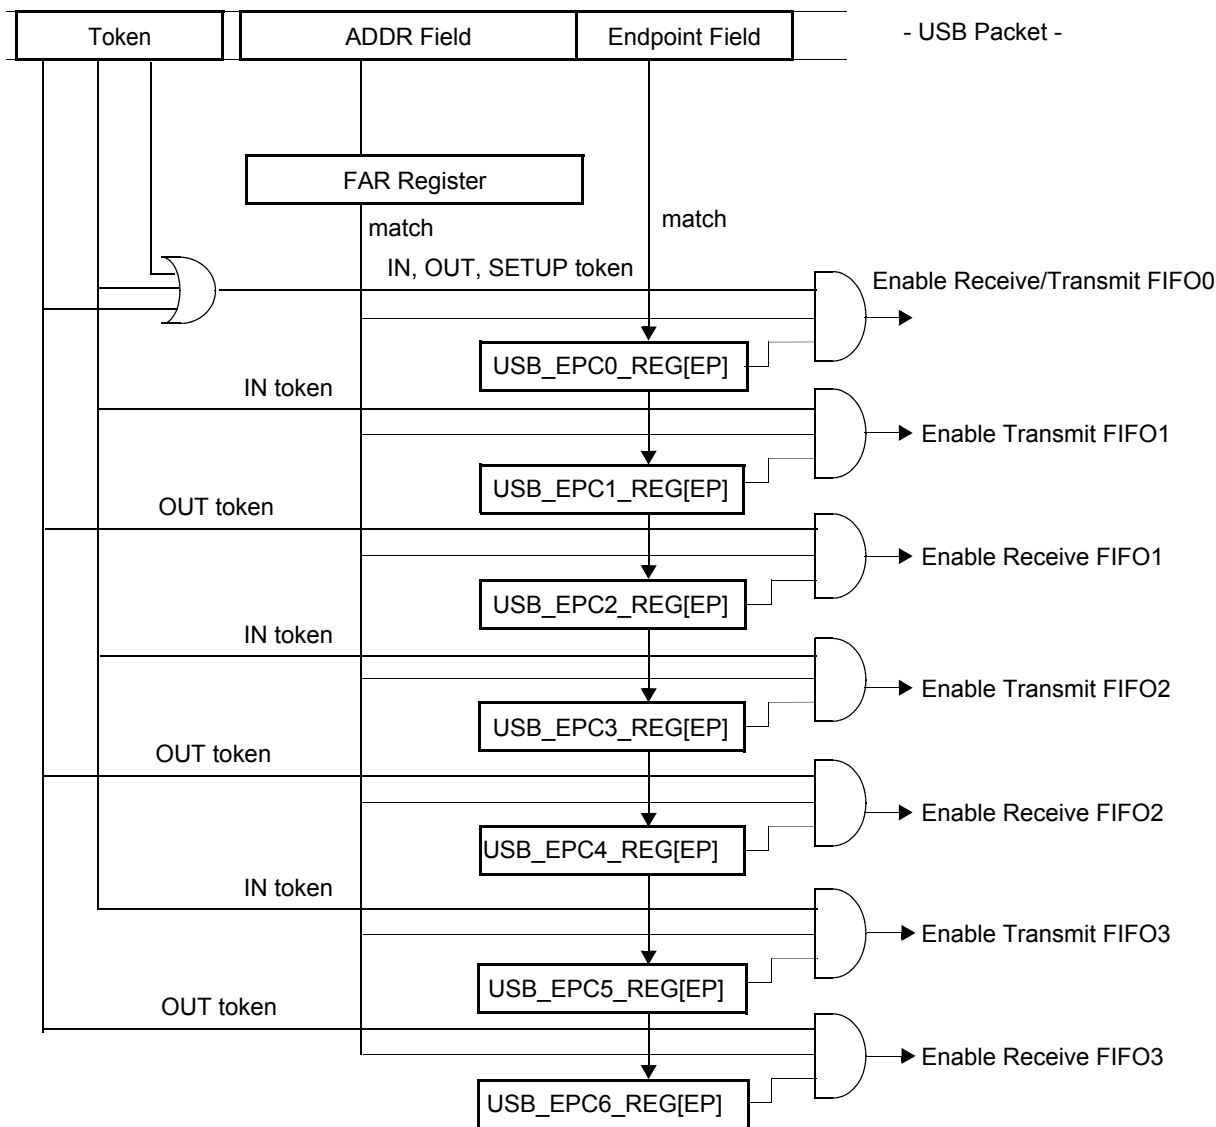 Token
ADDR Field
Endpoint Field
- USB Packet -
FAR Register
match
match
IN, OUT, SETUP token
Enable Receive/Transmit FIFO0
USB_EPC0_REG[EP]
IN token
Enable Transmit FIFO1
USB_EPC1_REG[EP]
OUT token
Enable Receive FIFO1
USB_EPC2_REG[EP]
IN token
Enable Transmit FIFO2
USB_EPC3_REG[EP]
OUT token
Enable Receive FIFO2
USB_EPC4_REG[EP]
IN token
Enable Transmit FIFO3
USB_EPC5_REG[EP]
OUT token
Enable Receive FIFO3
USB_EPC6_REG[EP]